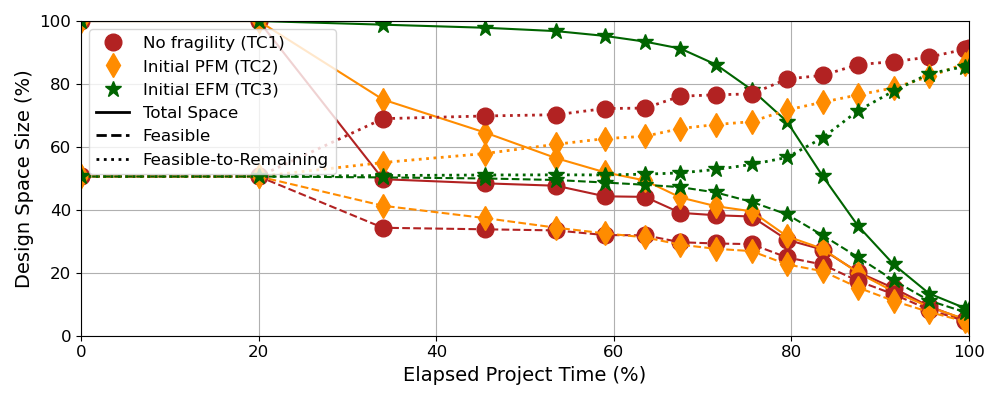 100
80
60
40
20
0
Design Space Size (%)
No fragility (TC1)
Initial PFM (TC2)
Initial EFM (TC3)
Total Space
Feasible
Feasible-to-Remaining
0 20 40 60 80 100
Elapsed Project Time (%)